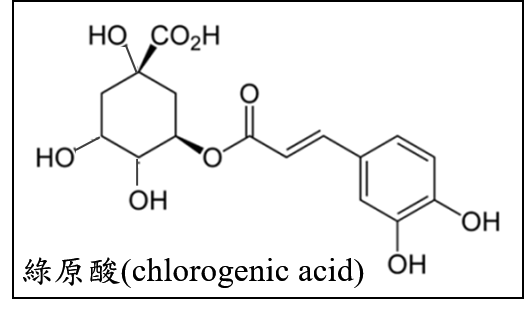 HO CO₂H
O
HO
O
OH
OH
OH
綠原酸(chlorogenic acid)